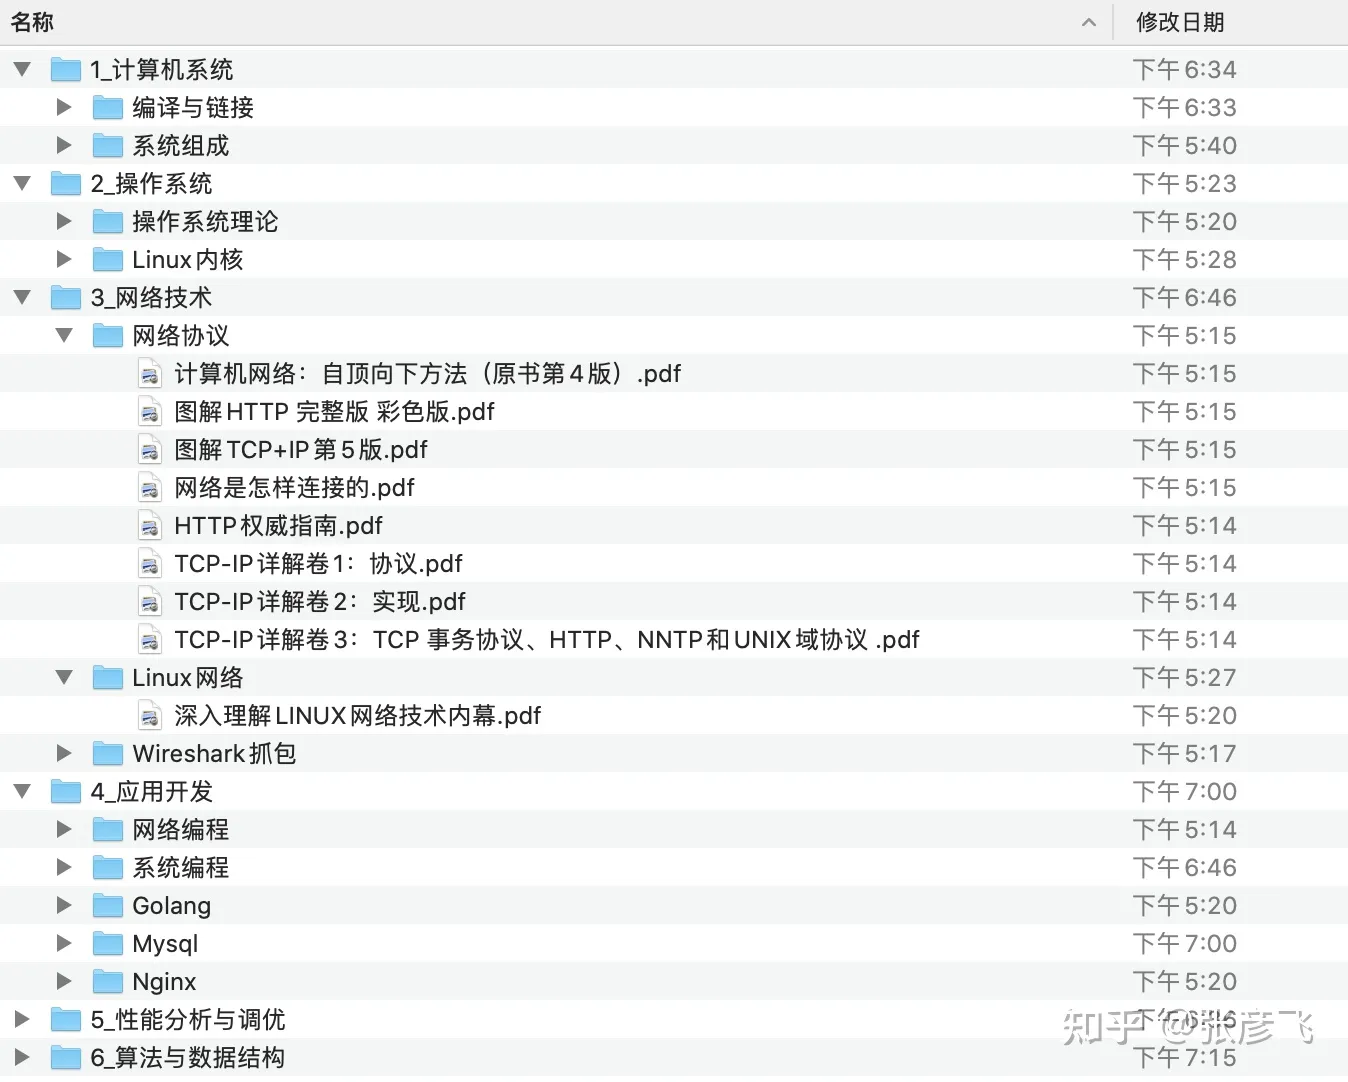 名称 修改日期
1_计算机系统 下午6:34
编译与链接 下午6:33
系统组成 下午5:40
2_操作系统 下午5:23
操作系统理论 下午5:20
Linux内核 下午5:28
3_网络技术 下午6:46
网络协议 下午5:15
计算机网络：自顶向下方法（原书第4版）.pdf 下午5:15
图解HTTP 完整版 彩色版.pdf 下午5:15
图解TCP+IP第5版.pdf 下午5:15
网络是怎样连接的.pdf 下午5:15
HTTP权威指南.pdf 下午5:14
TCP-IP详解卷1：协议.pdf 下午5:14
TCP-IP详解卷2：实现.pdf 下午5:14
TCP-IP详解卷3：TCP 事务协议、HTTP、NNTP和UNIX域协议 .pdf 下午5:14
Linux网络 下午5:27
深入理解LINUX网络技术内幕.pdf 下午5:20
Wireshark抓包 下午5:17
4_应用开发 下午7:00
网络编程 下午5:14
系统编程 下午6:46
Golang 下午5:20
Mysql 下午7:00
Nginx 下午5:20
5_性能分析与调优 下午
知乎 @张彦飞
6_算法与数据结构 下午7:15